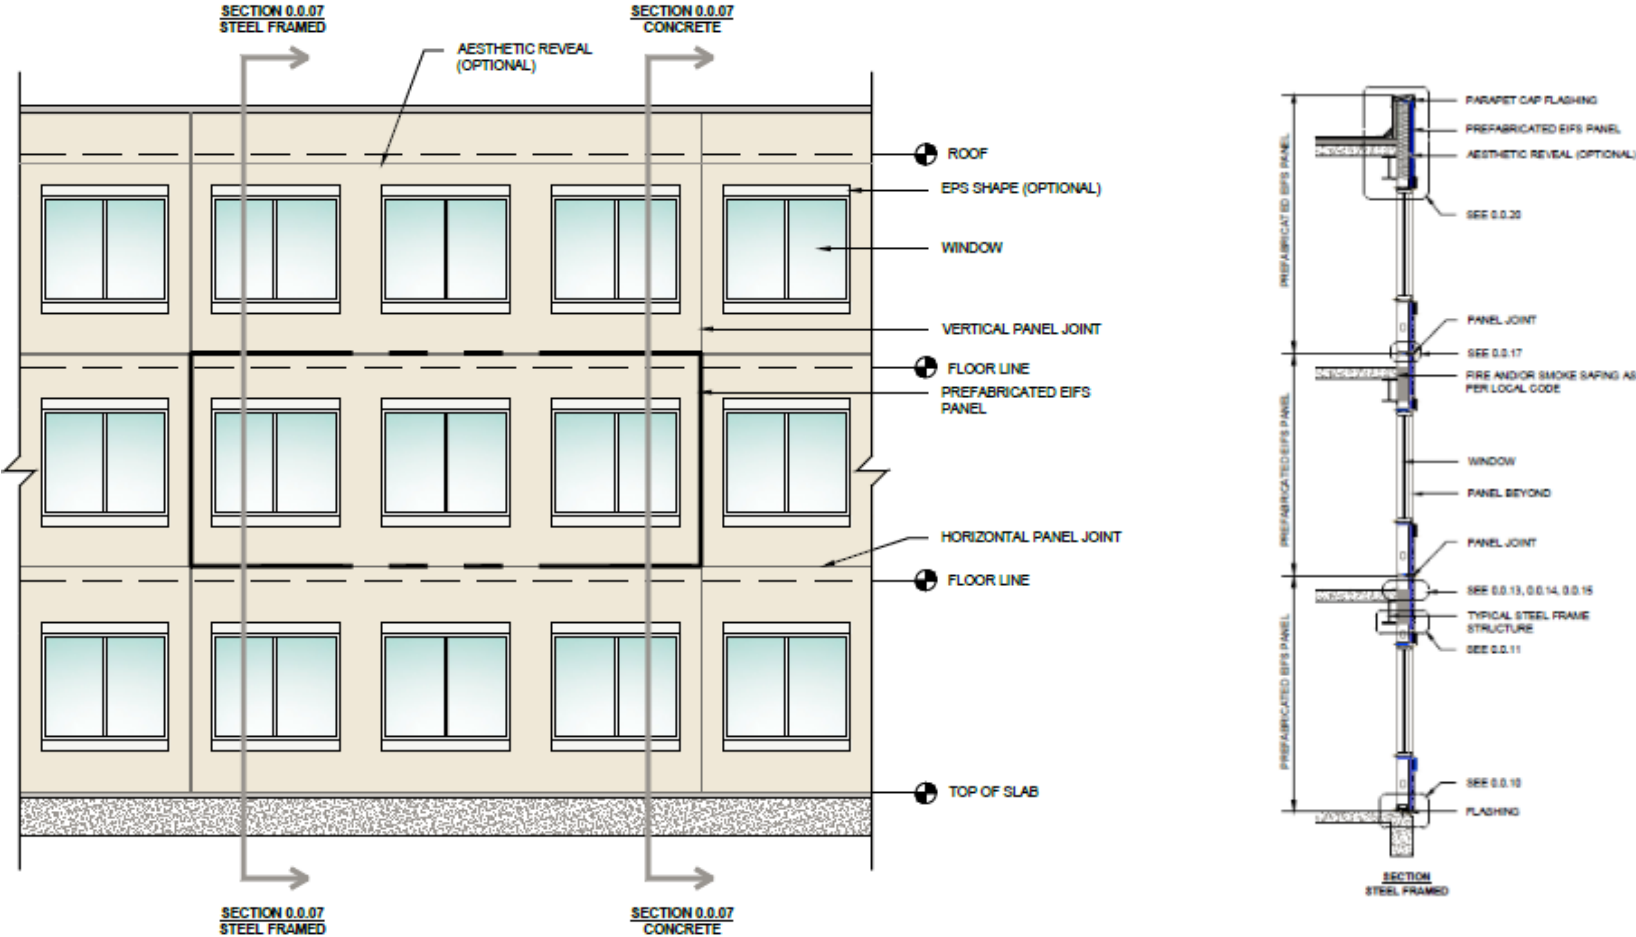 SECTION 0.0.07
STEEL FRAMED
SECTION 0.0.07
CONCRETE
AESTHETIC REVEAL
(OPTIONAL)
ROOF
EPS SHAPE (OPTIONAL)
WINDOW
VERTICAL PANEL JOINT
FLOOR LINE
PREFABRICATED EIFS
PANEL
HORIZONTAL PANEL JOINT
FLOOR LINE
TOP OF SLAB
SECTION 0.0.07
STEEL FRAMED
SECTION 0.0.07
CONCRETE
PREFABRICATED EIFS PANEL
PREFABRICATED EIFS PANEL
PREFABRICATED EIFS PANEL
PARAPET CAP FLASHING
PREFABRICATED EIFS PANEL
AESTHETIC REVEAL (OPTIONAL)
SEE 0.0.20
PANEL JOINT
SEE 0.0.17
FIRE AND/OR SMOKE SAFING AS
PER LOCAL CODE
WINDOW
PANEL BEYOND
PANEL JOINT
SEE 0.0.13, 0.0.14, 0.0.15
TYPICAL STEEL FRAME
STRUCTURE
SEE 0.0.11
SEE 0.0.10
FLASHING
SECTION
STEEL FRAMED